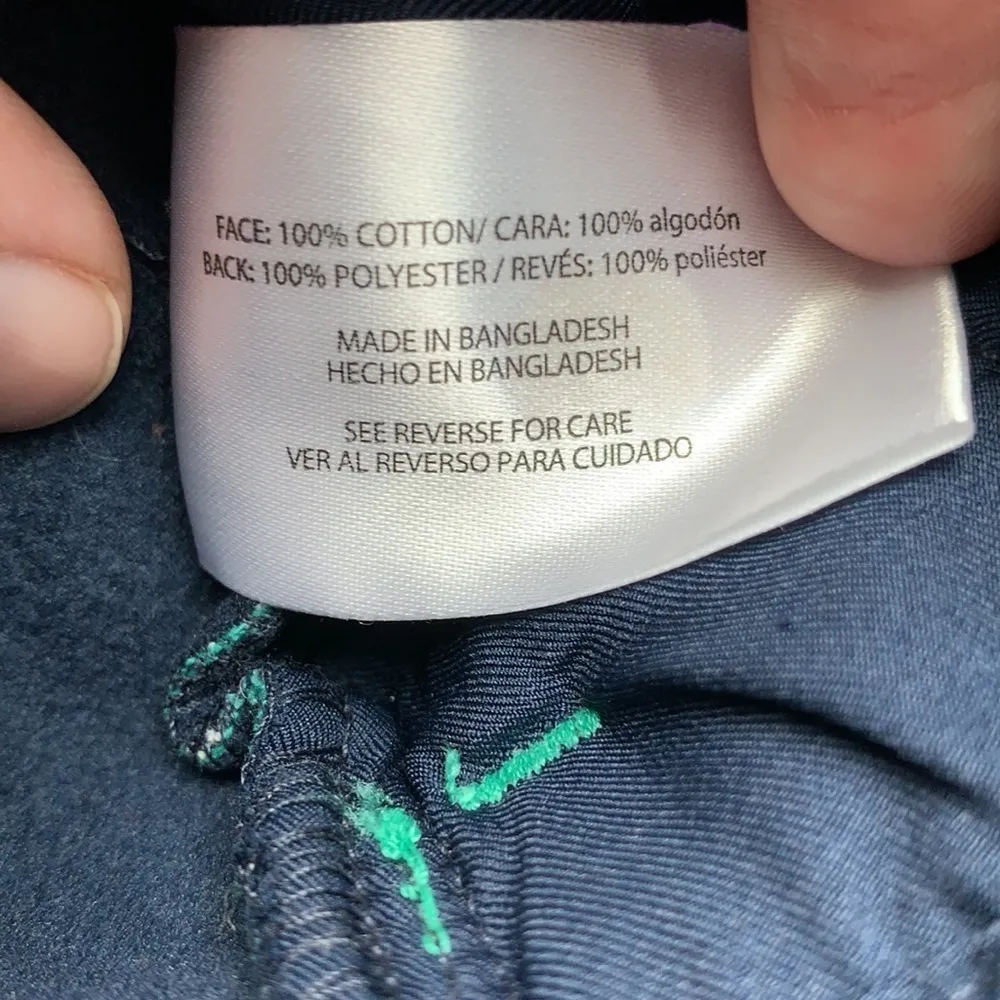 FACE: 100% COTTON/ CARA: 100% algodón
BACK: 100% POLYESTER / REVÉS: 100% poliéster
MADE IN BANGLADESH
HECHO EN BANGLADESH
SEE REVERSE FOR CARE
VER AL REVERSO PARA CUIDADO